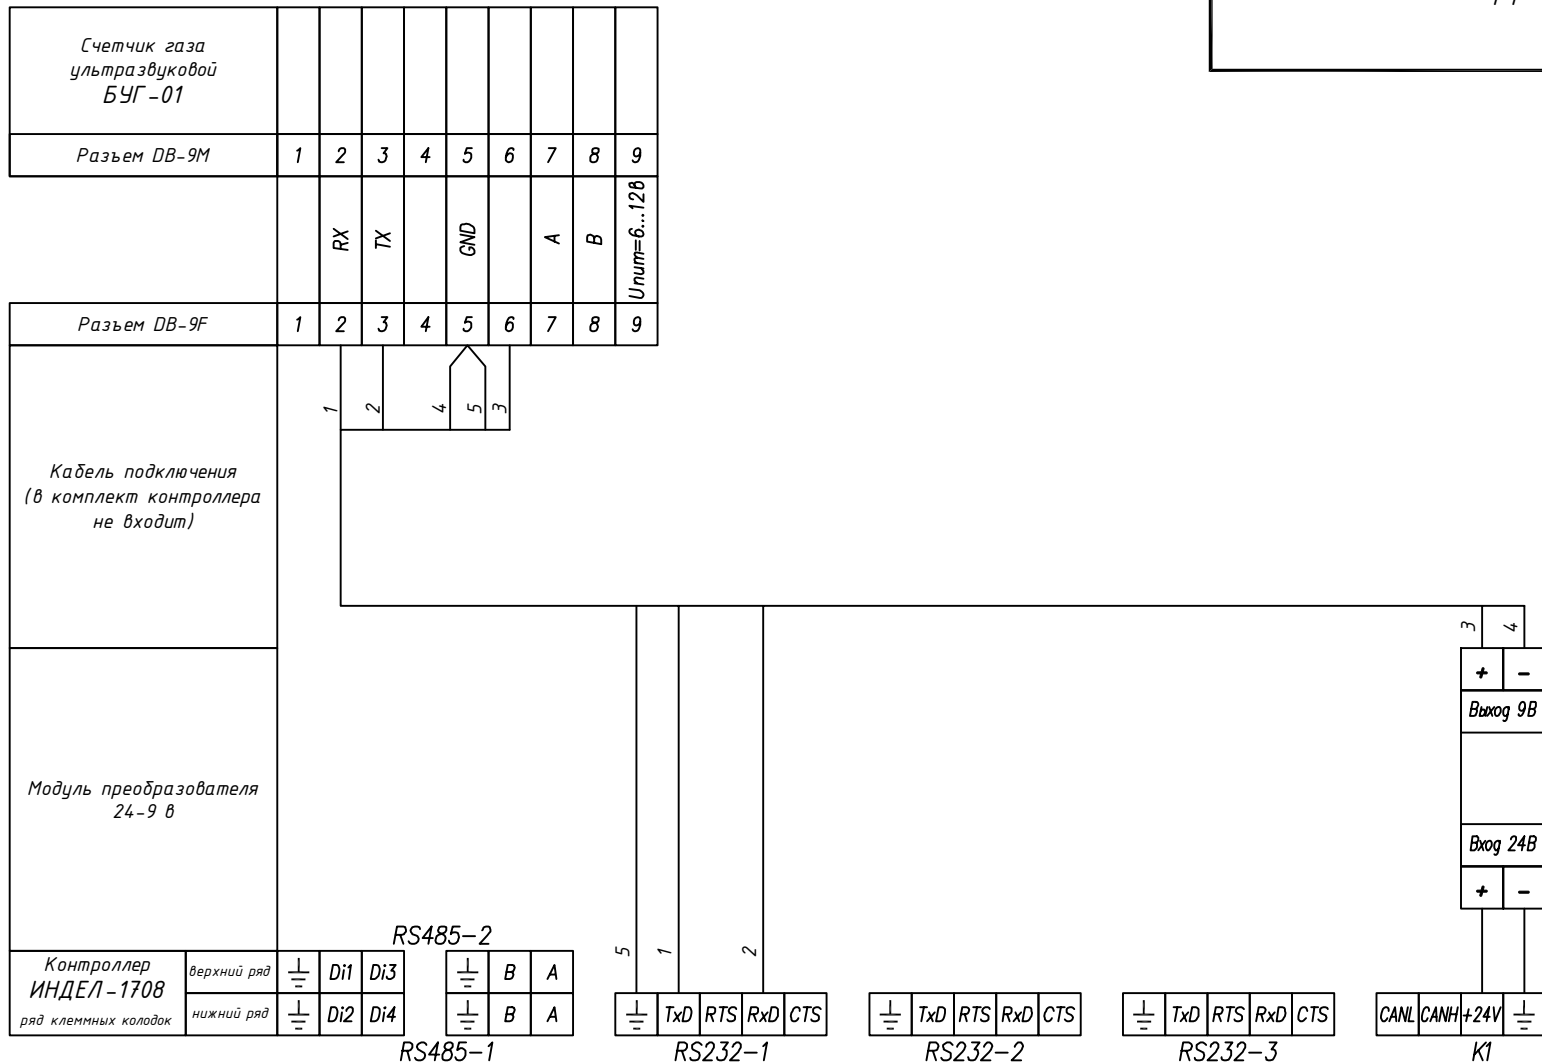 Счетчик газа
ультразвуковой
БУГ-01
Разъем DB-9M 1 2 3 4 5 6 7 8 9
RX TX GND A B Uпит=6...12в
Разъем DB-9F 1 2 3 4 5 6 7 8 9
1 2 4 5 3
Кабель подключения
(в комплект контроллера
не входит)
3 4
+ -
Выход 9В
Модуль преобразователя
24-9 в
Вход 24В
+ -
RS485-2
5 1 2
Контроллер
ИНДЕЛ-1708
ряд клеммных колодок
верхний ряд Di1 Di3 B A
нижний ряд Di2 Di4 B A
TxD RTS RxD CTS
TxD RTS RxD CTS
TxD RTS RxD CTS
CANL CANH +24V
RS485-1 RS232-1 RS232-2 RS232-3 K1